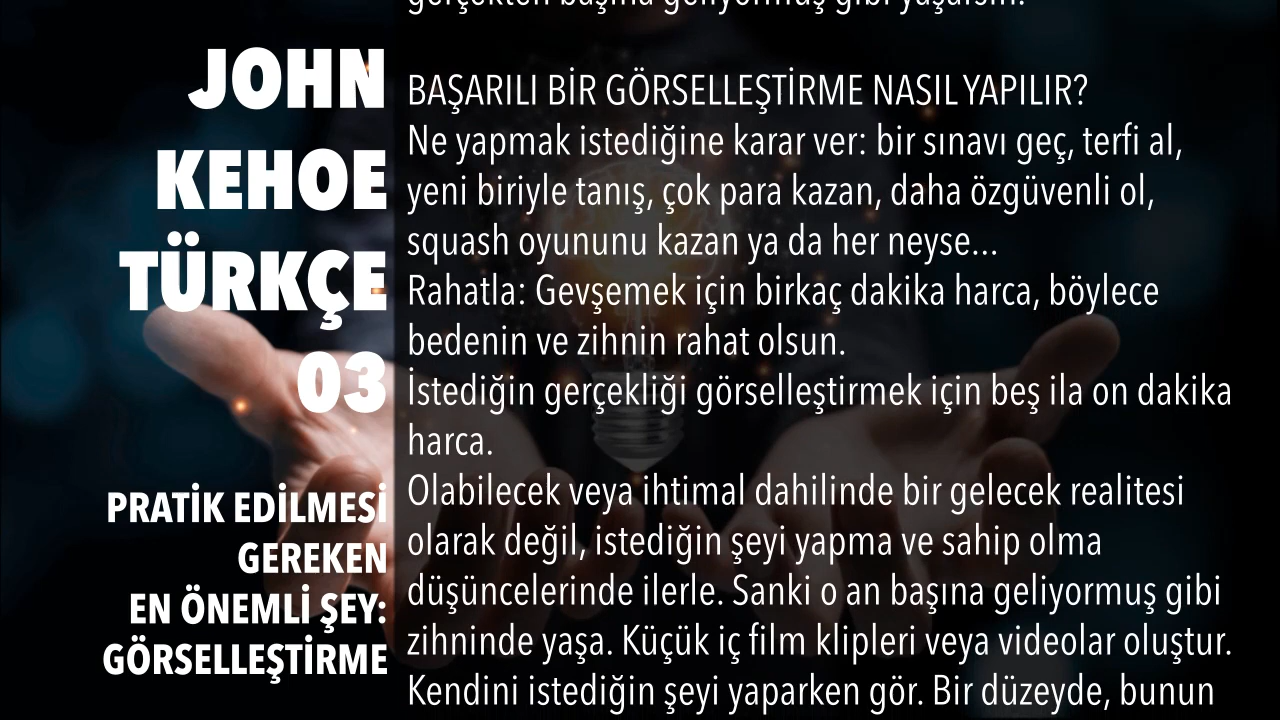 JOHN
KEHOE
TÜRKÇE
03
PRATİK EDİLMESİ
GEREKEN
EN ÖNEMLİ ŞEY:
GÖRSELLEŞTİRME
gerçekten başına geliyormuş gibi yaşarsın.
BAŞARILI BİR GÖRSELLEŞTİRME NASIL YAPILIR?
Ne yapmak istediğine karar ver: bir sınavı geç, terfi al,
yeni biriyle tanış, çok para kazan, daha özgüvenli ol,
squash oyununu kazan ya da her neyse...
Rahatla: Gevşemek için birkaç dakika harca, böylece
bedenin ve zihnin rahat olsun.
İstediğin gerçekliği görselleştirmek için beş ila on dakika
harca.
Olabilecek veya ihtimal dahilinde bir gelecek realitesi
olarak değil, istediğin şeyi yapma ve sahip olma
düşüncelerinde ilerle. Sanki o an başına geliyormuş gibi
zihninde yaşa. Küçük iç film klipleri veya videolar oluştur.
Kendini istediğin şeyi yaparken gör. Bir düzeyde, bunun